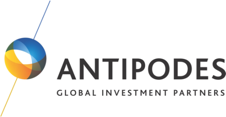 ANTIPODES
GLOBAL INVESTMENT PARTNERS